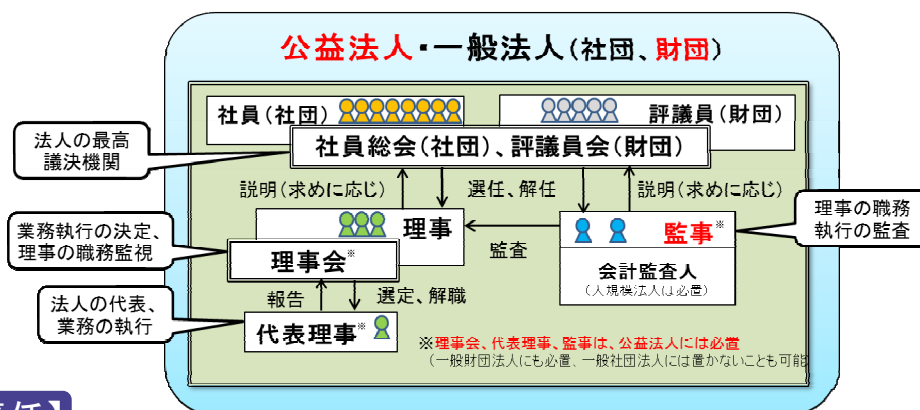 公益法人・一般法人(社団、財団)
社員(社団)
評議員(財団)
社員総会(社団)、評議員会(財団)
法人の最高
議決機関
説明(求めに応じ)
選任、解任
説明(求めに応じ)
理事の職務
執行の監査
業務執行の決定、
理事の職務監視
理事
監査
監事※
理事会※
会計監査人
(大規模法人は必置)
法人の代表、
業務の執行
報告
選定、解職
代表理事※
※理事会、代表理事、監事は、公益法人には必置
(一般財団法人にも必置、一般社団法人には置かないことも可能